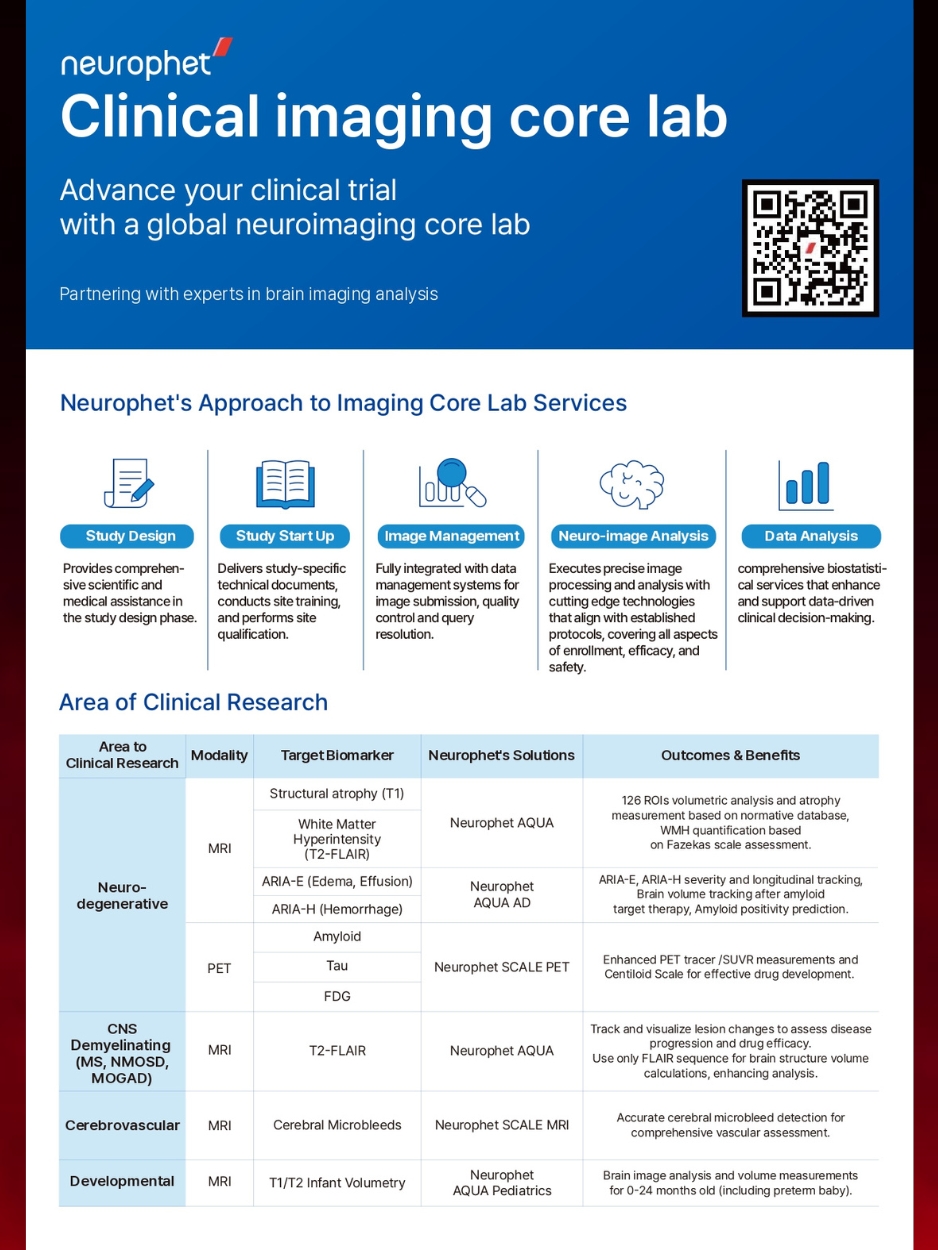 neurophet
Clinical imaging core lab
Advance your clinical trial
with a global neuroimaging core lab
Partnering with experts in brain imaging analysis
Neurophet's Approach to Imaging Core Lab Services
Study Design
Provides comprehen-
sive scientific and
medical assistance in
the study design phase.
Study Start Up
Delivers study-specific
technical documents,
conducts site training,
and performs site
qualification.
Image Management
Fully integrated with data
management systems for
image submission, quality
control and query
resolution.
Neuro-image Analysis
Executes precise image
processing and analysis with
cutting edge technologies
that align with established
protocols, covering all aspects
of enrollment, efficacy, and
safety.
Data Analysis
comprehensive biostatisti-
cal services that enhance
and support data-driven
clinical decision-making.
Area of Clinical Research
Area to
Clinical Research
Modality
Target Biomarker
Neurophet's Solutions
Outcomes & Benefits
Neuro-
degenerative
MRI
Structural atrophy (T1)
White Matter
Hyperintensity
(T2-FLAIR)
Neurophet AQUA
126 ROIs volumetric analysis and atrophy
measurement based on normative database,
WMH quantification based
on Fazekas scale assessment.
ARIA-E (Edema, Effusion)
ARIA-H (Hemorrhage)
Neurophet
AQUA AD
ARIA-E, ARIA-H severity and longitudinal tracking,
Brain volume tracking after amyloid
target therapy, Amyloid positivity prediction.
PET
Amyloid
Tau
FDG
Neurophet SCALE PET
Enhanced PET tracer /SUVR measurements and
Centiloid Scale for effective drug development.
CNS
Demyelinating
(MS, NMOSD,
MOGAD)
MRI
T2-FLAIR
Neurophet AQUA
Track and visualize lesion changes to assess disease
progression and drug efficacy.
Use only FLAIR sequence for brain structure volume
calculations, enhancing analysis.
Cerebrovascular
MRI
Cerebral Microbleeds
Neurophet SCALE MRI
Accurate cerebral microbleed detection for
comprehensive vascular assessment.
Developmental
MRI
T1/T2 Infant Volumetry
Neurophet
AQUA Pediatrics
Brain image analysis and volume measurements
for 0-24 months old (including preterm baby).